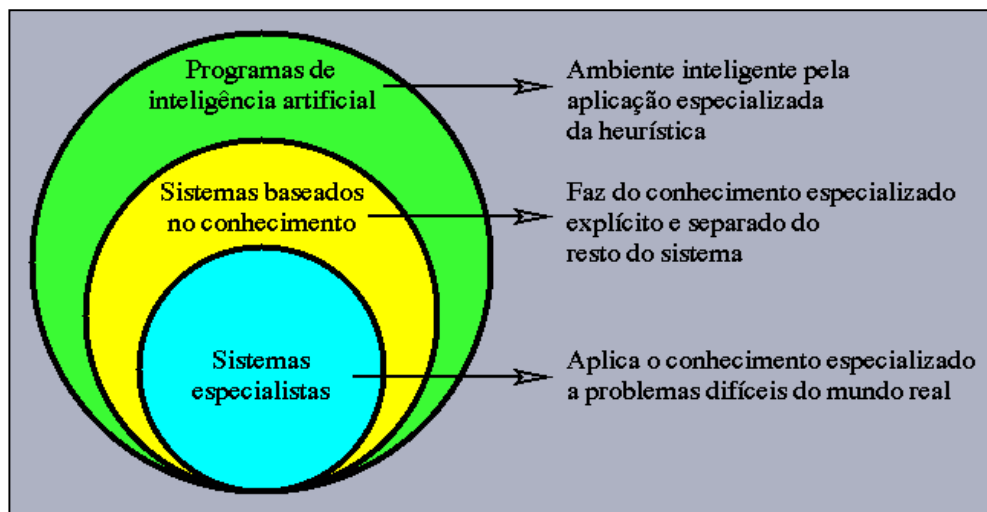 Programas de
inteligência artificial
Ambiente inteligente pela
aplicação especializada
da heurística
Sistemas baseados
no conhecimento
Faz do conhecimento especializado
explícito e separado do
resto do sistema
Sistemas
especialistas
Aplica o conhecimento especializado
a problemas difíceis do mundo real